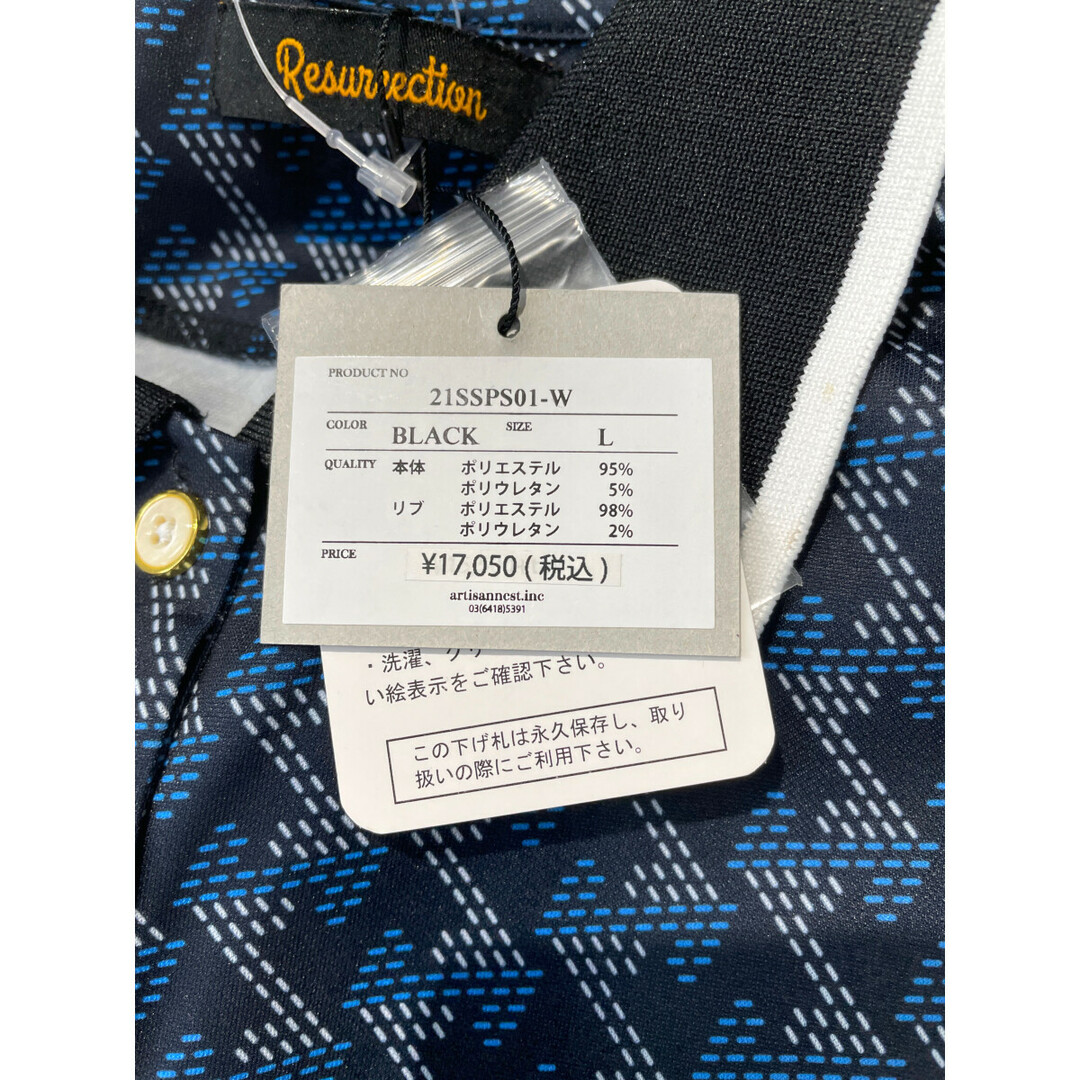 Resurrection
PRODUCT NO
21SSPS01-W
COLOR BLACK SIZE L
QUALITY 本体 ポリエステル 95%
ポリウレタン 5%
リブ ポリエステル 98%
ポリウレタン 2%
PRICE ¥17,050(税込)
artisannest.inc
03(6418)5391
・洗濯、クリ
い絵表示をご確認下さい。
この下げ札は永久保存し、取り
扱いの際にご利用下さい。